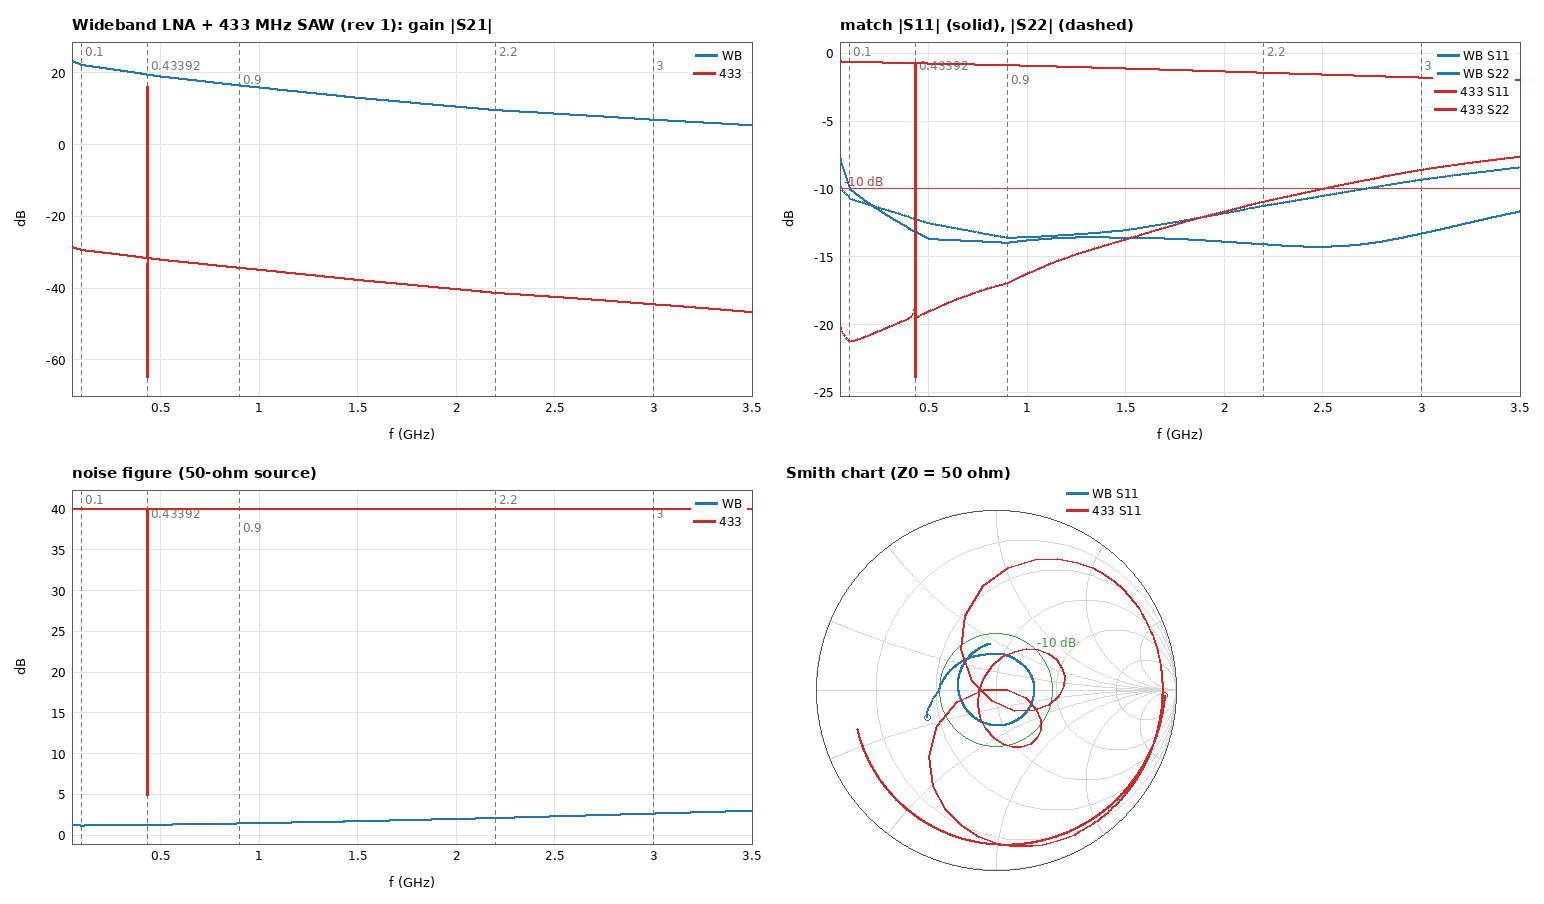 Wideband LNA + 433 MHz SAW (rev 1): gain |S21|
0.1
0.43392
0.9
2.2
3
WB
433
20
0
-20
-40
-60
dB
0.5
1
1.5
2
2.5
3
3.5
f (GHz)
match |S11| (solid), |S22| (dashed)
0.1
0.43392
0.9
2.2
3
WB S11
WB S22
433 S11
433 S22
-10 dB
0
-5
-10
-15
-20
-25
dB
0.5
1
1.5
2
2.5
3
3.5
f (GHz)
noise figure (50-ohm source)
0.1
0.43392
0.9
2.2
3
WB
433
40
35
30
25
20
15
10
5
0
dB
0.5
1
1.5
2
2.5
3
3.5
f (GHz)
Smith chart (Z0 = 50 ohm)
WB S11
433 S11
-10 dB